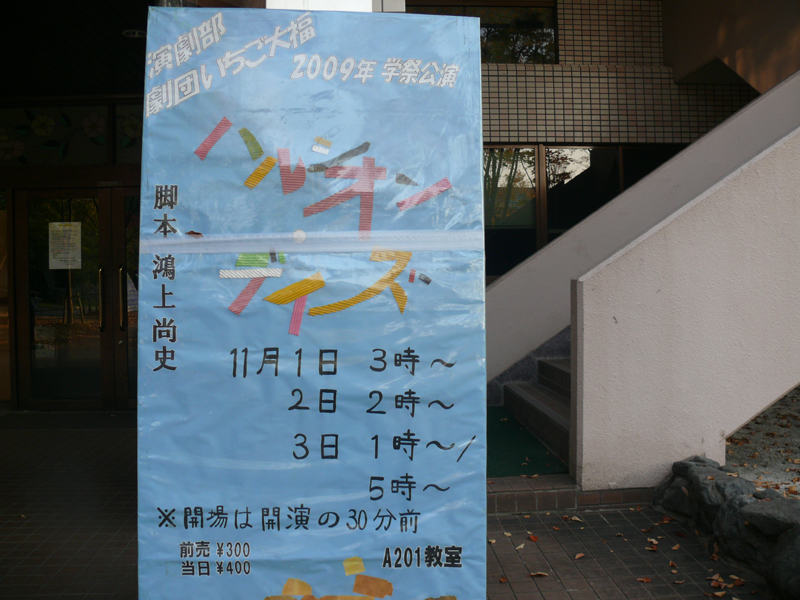 演劇部
劇団いちご大福
2009年 学祭公演
ハルシオン
デイズ
脚本 鴻上尚史
11月1日 3時～
2日 2時～
3日 1時～/
5時～
※開場は開演の30分前
前売 ¥300
当日 ¥400
A201教室